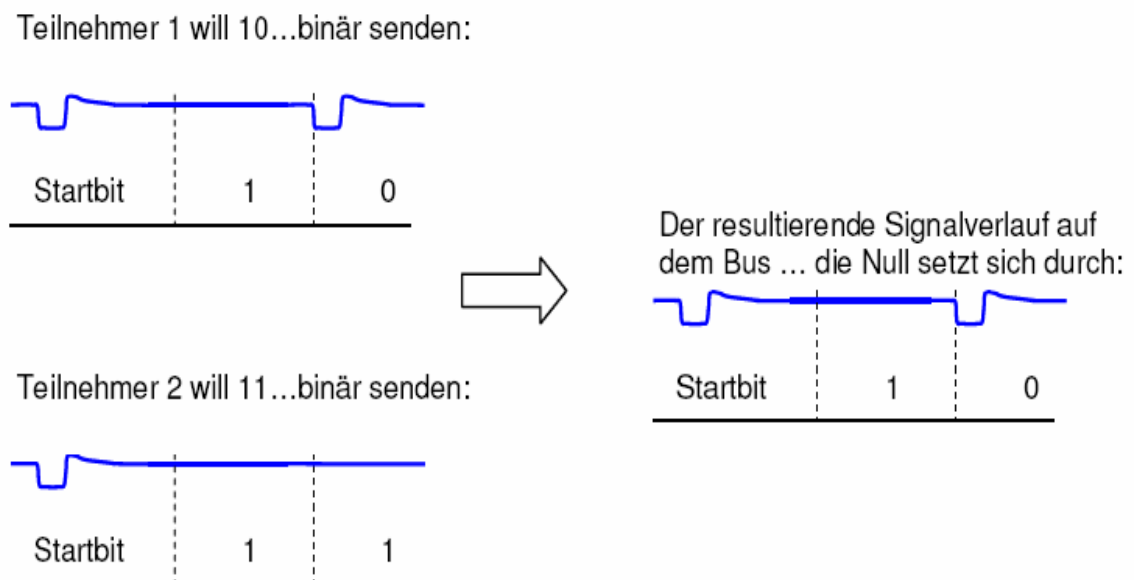 Teilnehmer 1 will 10...binär senden:
Startbit 1 0
Der resultierende Signalverlauf auf
dem Bus ... die Null setzt sich durch:
Startbit 1 0
Teilnehmer 2 will 11...binär senden:
Startbit 1 1